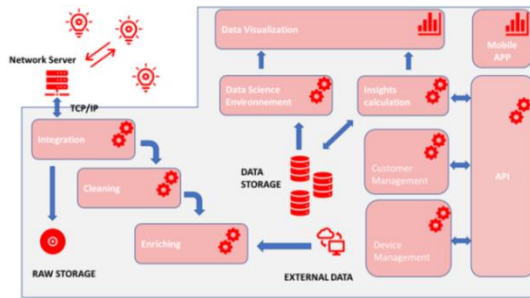 Data Visualization
Mobile
APP
Network Server
TCP/IP
Data Science
Environnement
Insights
calculation
Integration
Cleaning
DATA
STORAGE
Customer
Management
API
Enriching
Device
Management
RAW STORAGE
EXTERNAL DATA